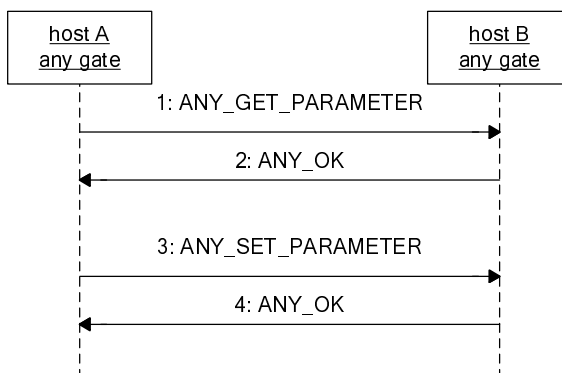 host A
any gate
host B
any gate
1: ANY_GET_PARAMETER
2: ANY_OK
3: ANY_SET_PARAMETER
4: ANY_OK